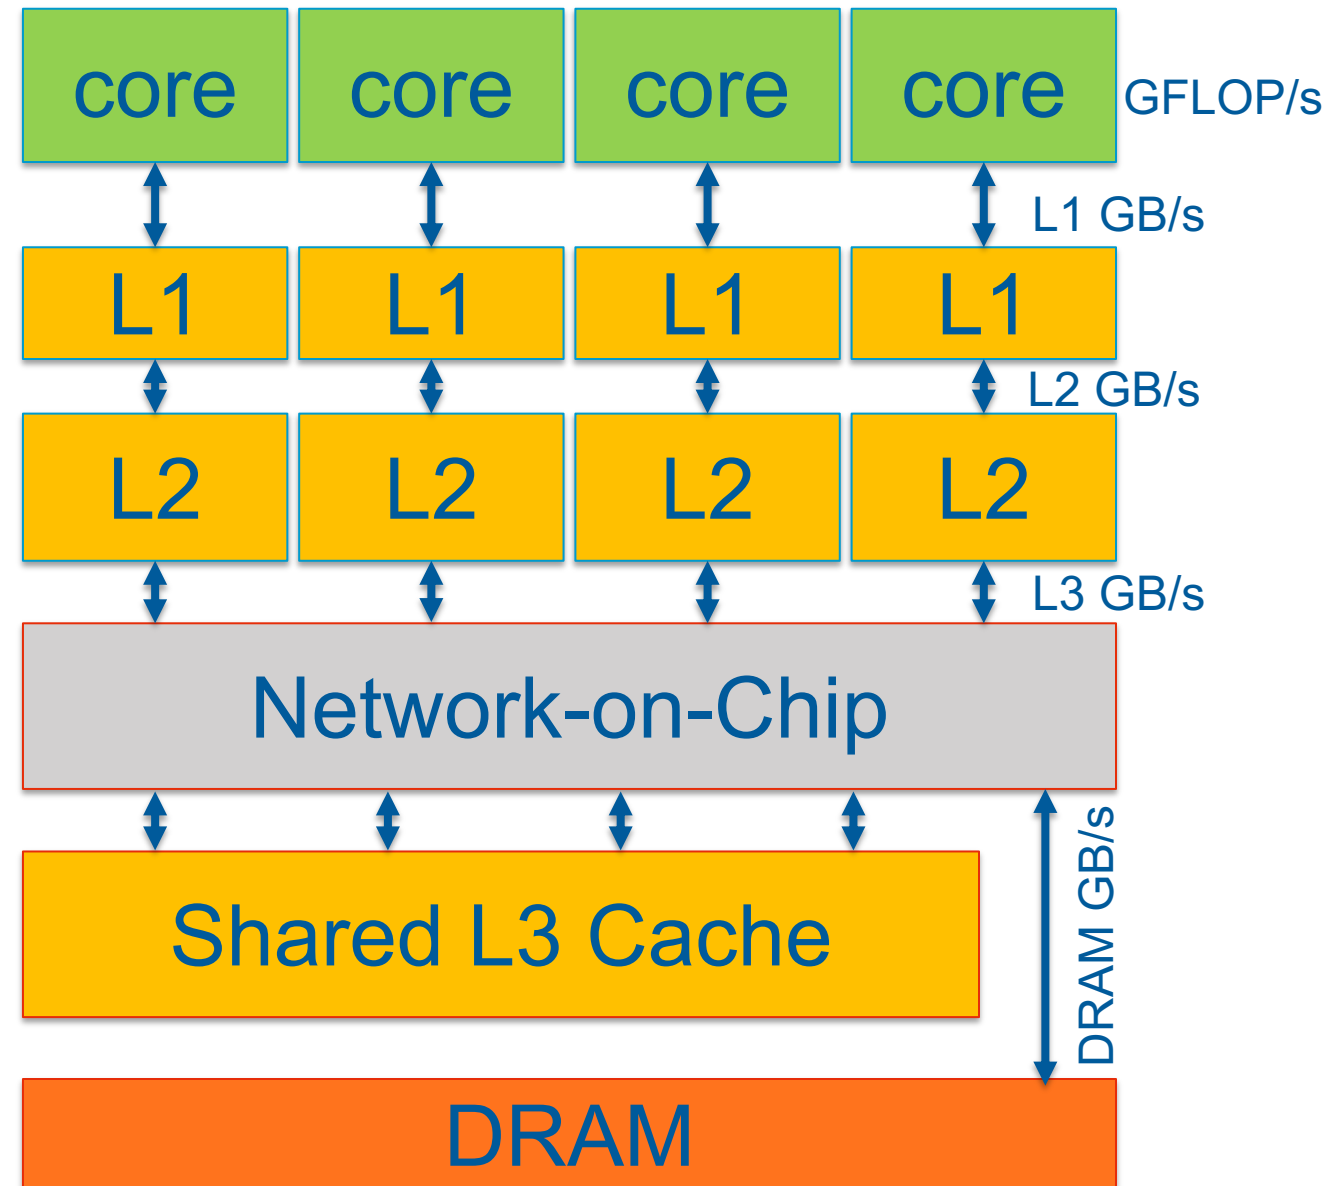 core core core core GFLOP/s
L1 GB/s
L1 L1 L1 L1
L2 GB/s
L2 L2 L2 L2
L3 GB/s
Network-on-Chip
DRAM GB/s
Shared L3 Cache
DRAM